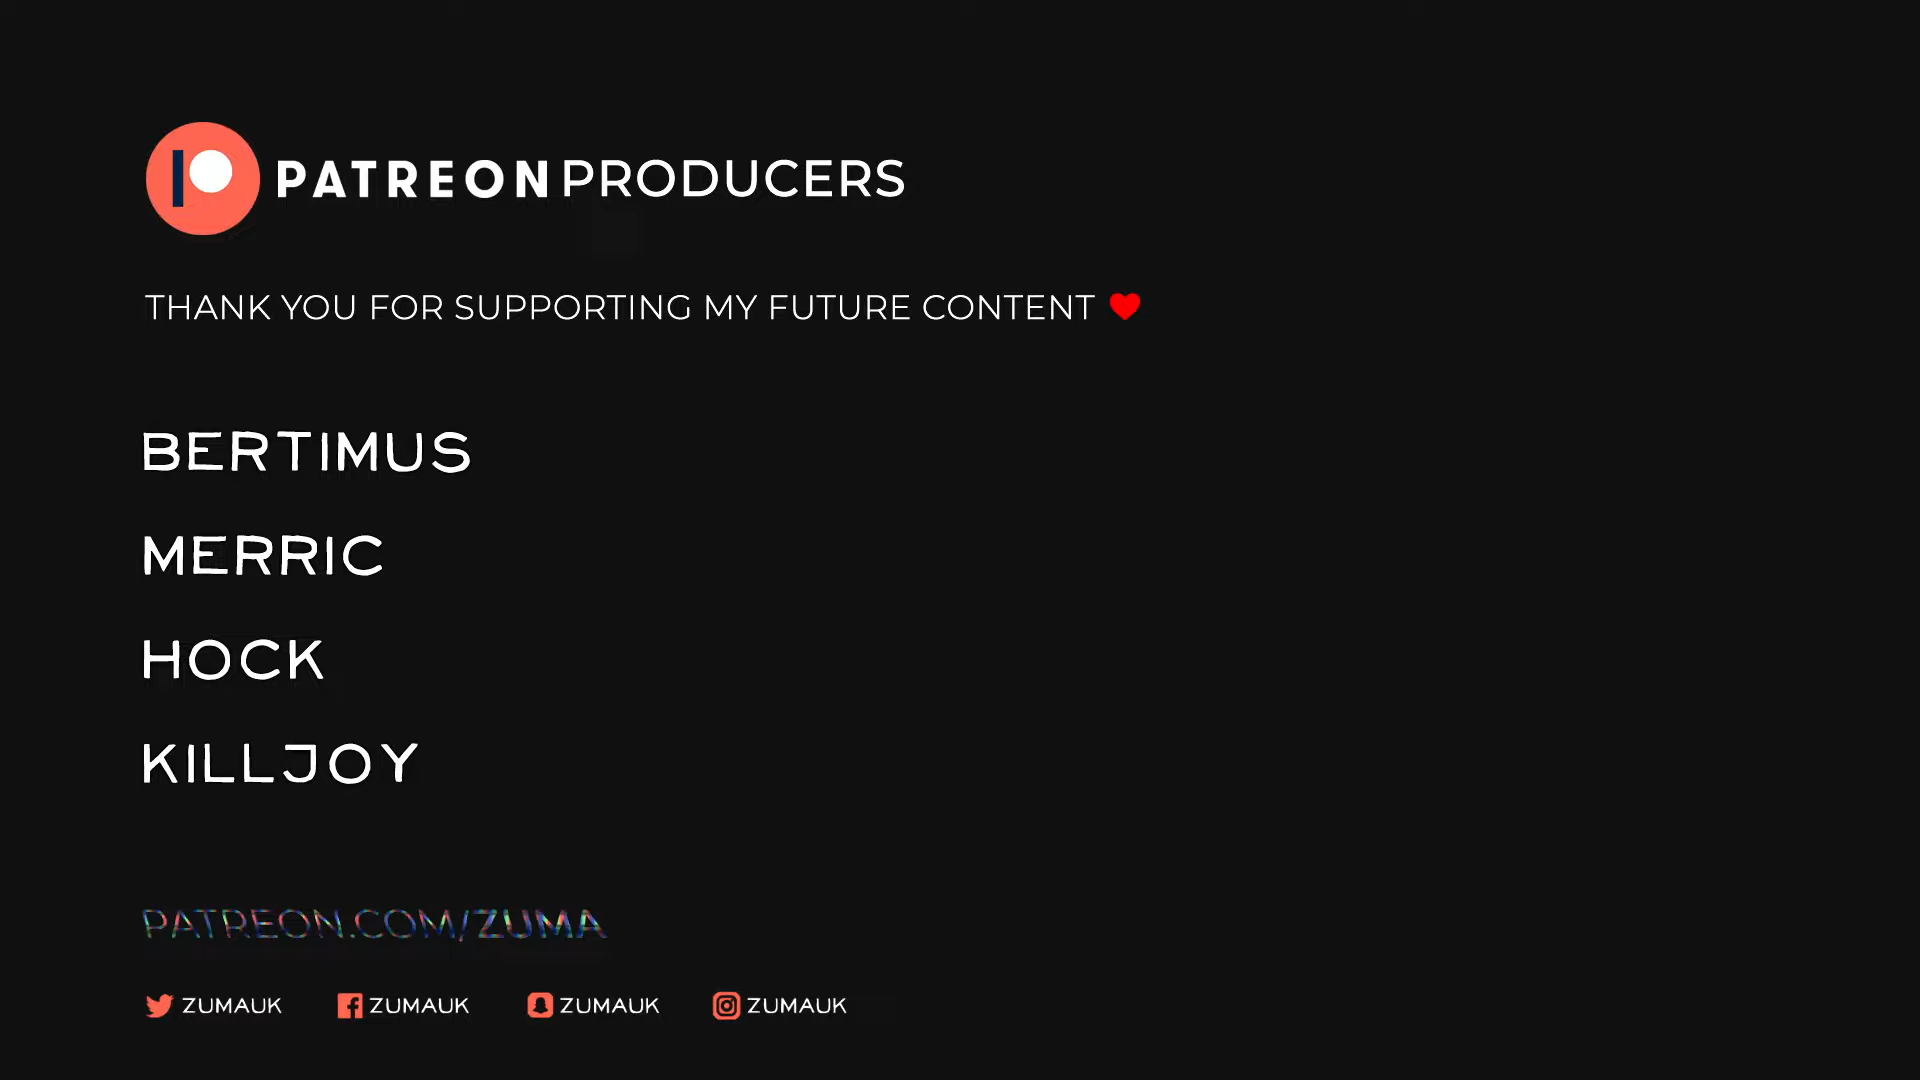 PATREON PRODUCERS
THANK YOU FOR SUPPORTING MY FUTURE CONTENT
BERTIMUS
MERRIC
HOCK
KILLJOY
PATREON.COM/ZUMA
ZUMAUK ZUMAUK ZUMAUK ZUMAUK